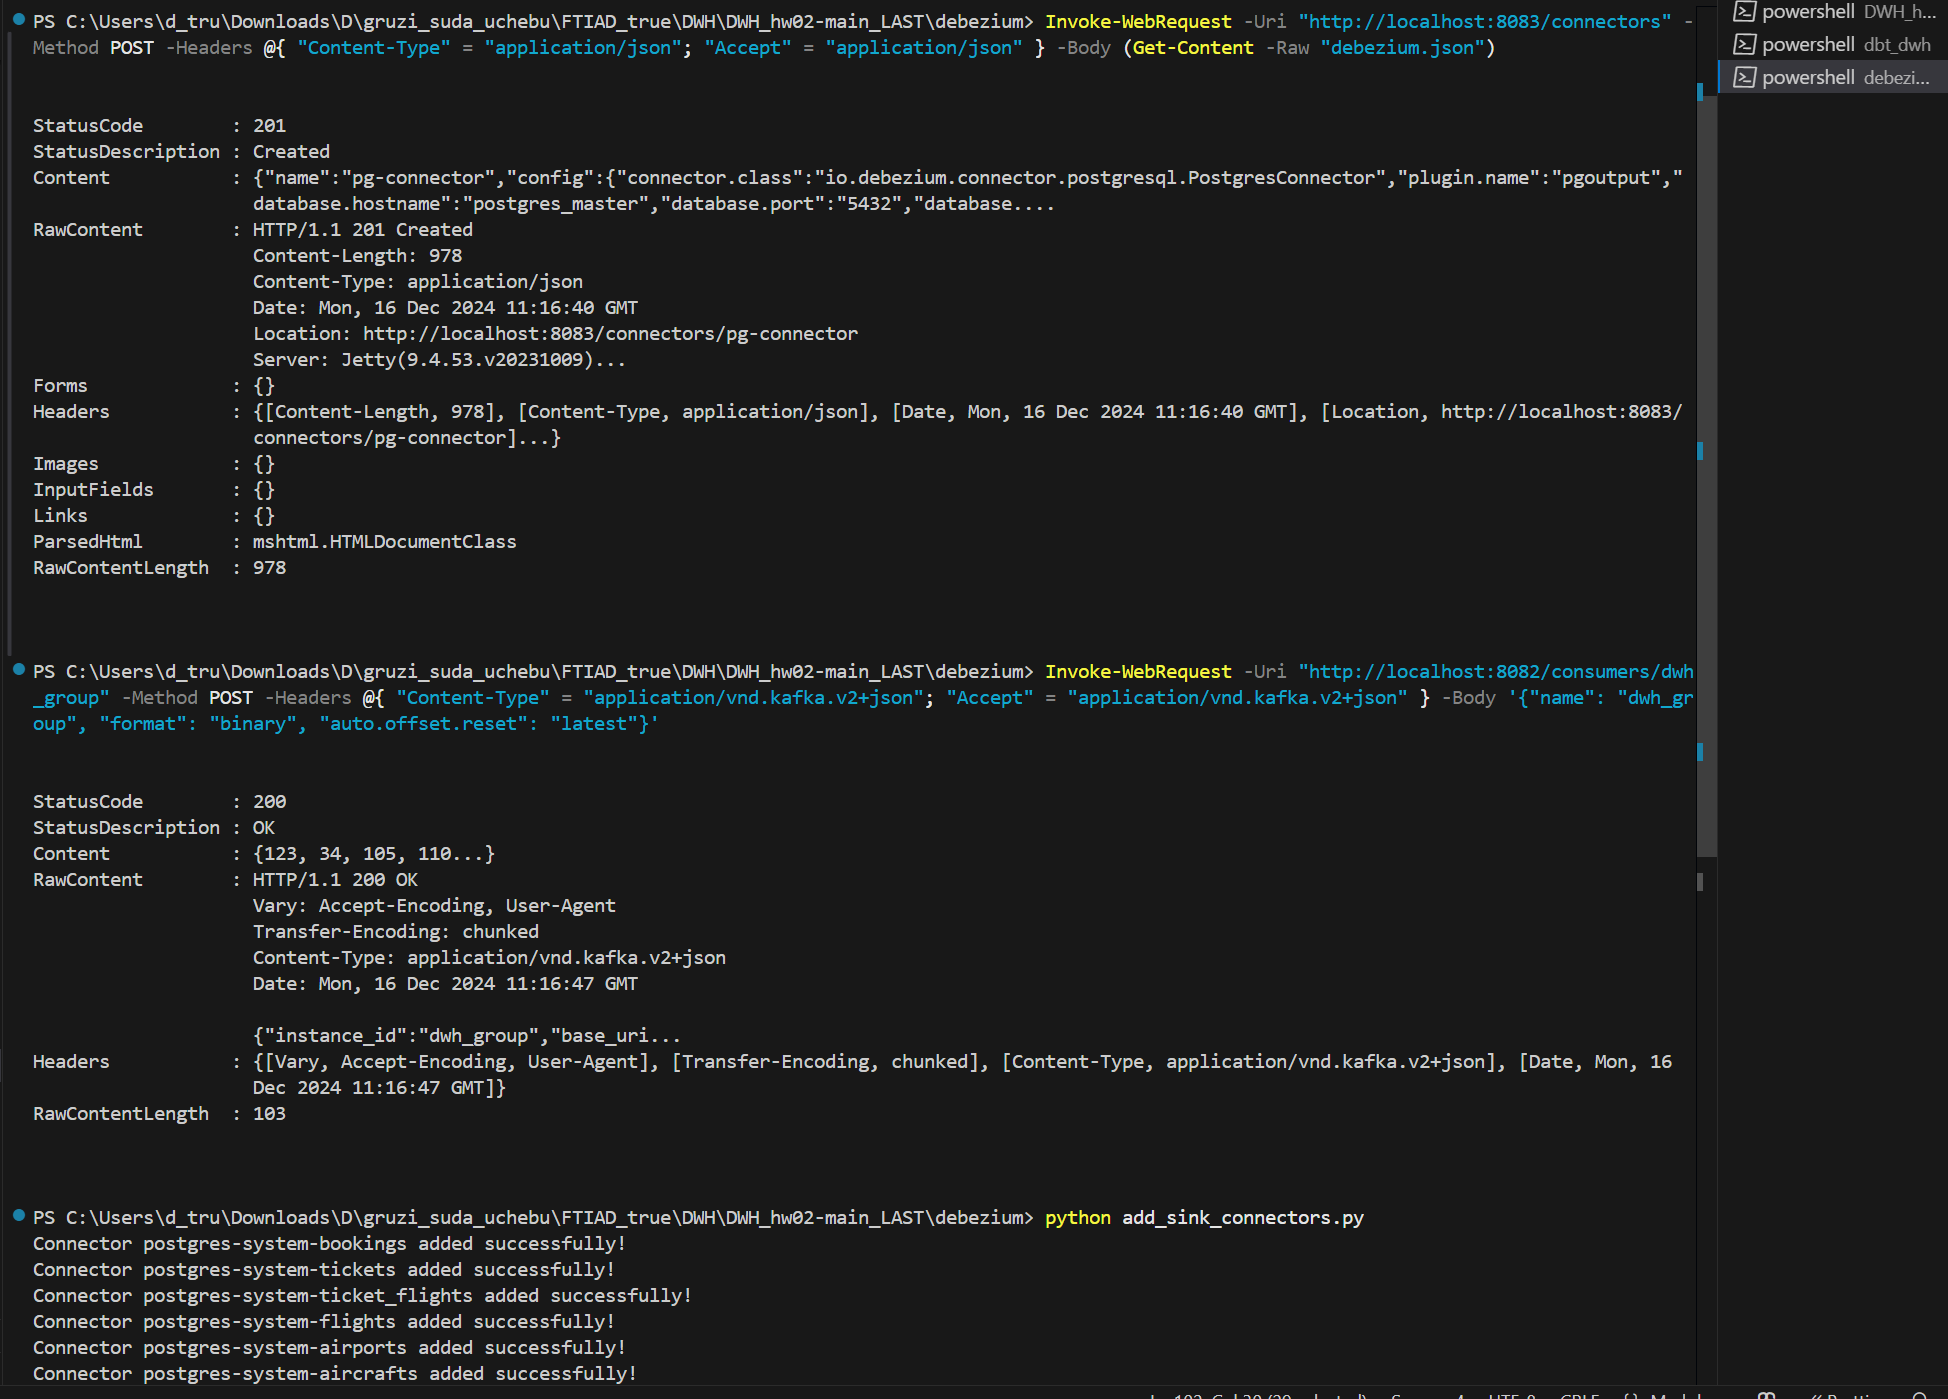 PS C:\Users\d_tru\Downloads\D\gruzi_suda_uchebu\FTIAD_true\DWH\DWH_hw02-main_LAST\debezium> Invoke-WebRequest -Uri "http://localhost:8083/connectors" -
Method POST -Headers @{ "Content-Type" = "application/json"; "Accept" = "application/json" } -Body (Get-Content -Raw "debezium.json")
StatusCode : 201
StatusDescription : Created
Content : {"name":"pg-connector","config":{"connector.class":"io.debezium.connector.postgresql.PostgresConnector","plugin.name":"pgoutput","
database.hostname":"postgres_master","database.port":"5432","database....
RawContent : HTTP/1.1 201 Created
Content-Length: 978
Content-Type: application/json
Date: Mon, 16 Dec 2024 11:16:40 GMT
Location: http://localhost:8083/connectors/pg-connector
Server: Jetty(9.4.53.v20231009)...
Forms : {}
Headers : {[Content-Length, 978], [Content-Type, application/json], [Date, Mon, 16 Dec 2024 11:16:40 GMT], [Location, http://localhost:8083/
connectors/pg-connector]...}
Images : {}
InputFields : {}
Links : {}
ParsedHtml : mshtml.HTMLDocumentClass
RawContentLength : 978
PS C:\Users\d_tru\Downloads\D\gruzi_suda_uchebu\FTIAD_true\DWH\DWH_hw02-main_LAST\debezium> Invoke-WebRequest -Uri "http://localhost:8082/consumers/dwh
_group" -Method POST -Headers @{ "Content-Type" = "application/vnd.kafka.v2+json"; "Accept" = "application/vnd.kafka.v2+json" } -Body '{"name": "dwh_gr
oup", "format": "binary", "auto.offset.reset": "latest"}'
StatusCode : 200
StatusDescription : OK
Content : {123, 34, 105, 110...}
RawContent : HTTP/1.1 200 OK
Vary: Accept-Encoding, User-Agent
Transfer-Encoding: chunked
Content-Type: application/vnd.kafka.v2+json
Date: Mon, 16 Dec 2024 11:16:47 GMT
{"instance_id":"dwh_group","base_uri...
Headers : {[Vary, Accept-Encoding, User-Agent], [Transfer-Encoding, chunked], [Content-Type, application/vnd.kafka.v2+json], [Date, Mon, 16
Dec 2024 11:16:47 GMT]}
RawContentLength : 103
PS C:\Users\d_tru\Downloads\D\gruzi_suda_uchebu\FTIAD_true\DWH\DWH_hw02-main_LAST\debezium> python add_sink_connectors.py
Connector postgres-system-bookings added successfully!
Connector postgres-system-tickets added successfully!
Connector postgres-system-ticket_flights added successfully!
Connector postgres-system-flights added successfully!
Connector postgres-system-airports added successfully!
Connector postgres-system-aircrafts added successfully!
powershell DWH_h...
powershell dbt_dwh
powershell debezi...